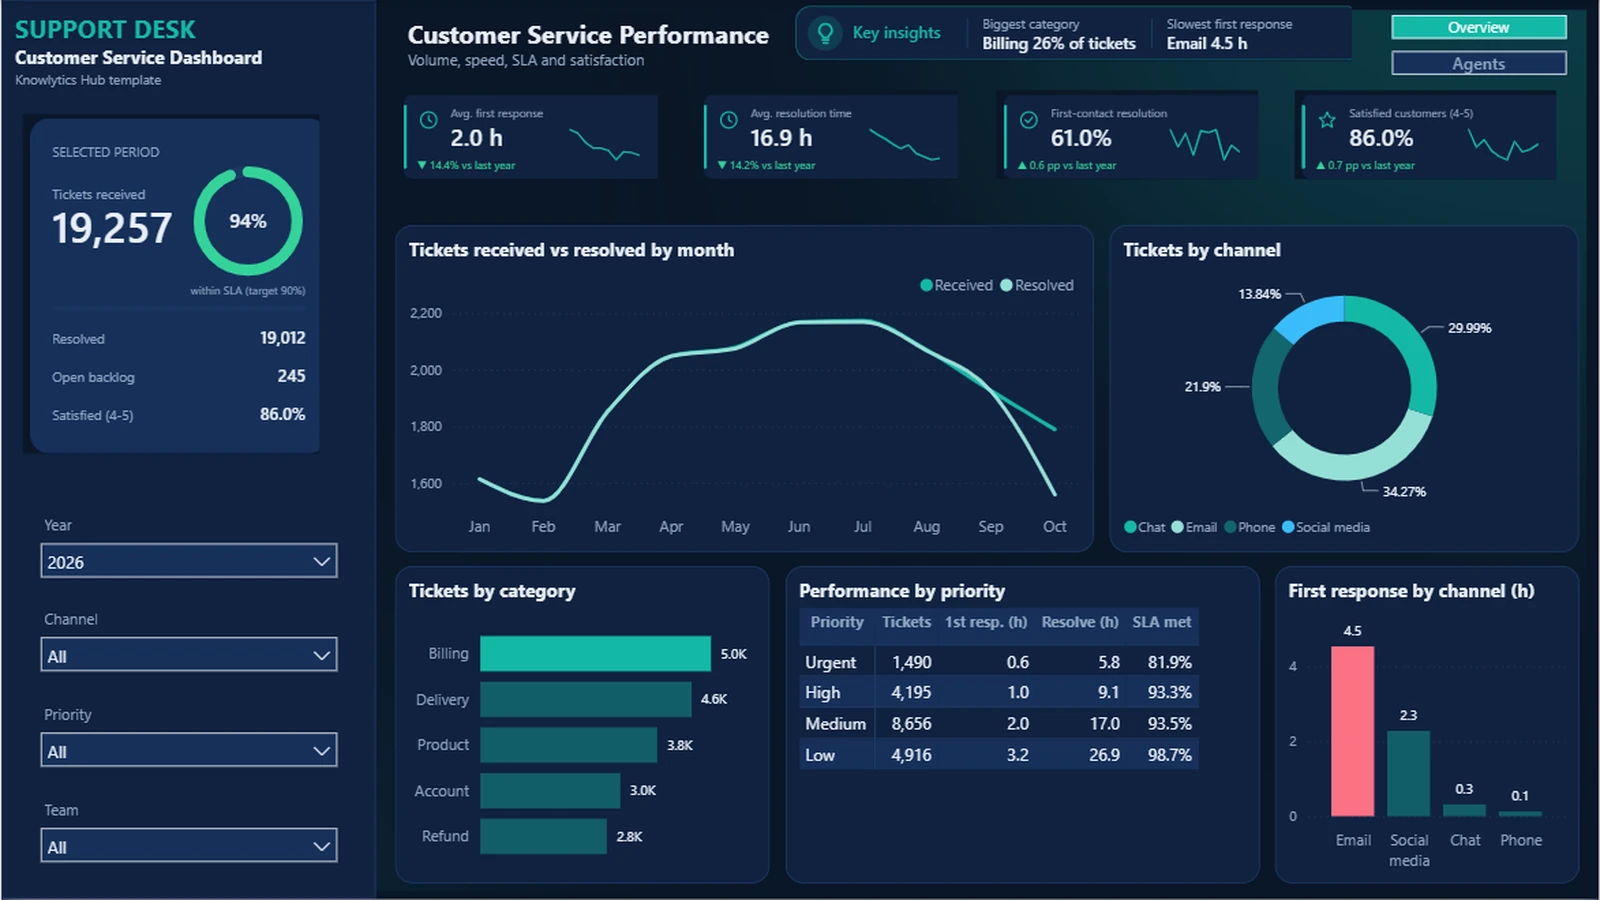 SUPPORT DESK
Customer Service Dashboard
Knowlytics Hub template
SELECTED PERIOD
Tickets received
19,257
94%
within SLA (target 90%)
Resolved 19,012
Open backlog 245
Satisfied (4-5) 86.0%
Year
2026
Channel
All
Priority
All
Team
All
Customer Service Performance
Volume, speed, SLA and satisfaction
Key insights
Biggest category
Billing 26% of tickets
Slowest first response
Email 4.5 h
Overview
Agents
Avg. first response
2.0 h
▼ 14.4% vs last year
Avg. resolution time
16.9 h
▼ 14.2% vs last year
First-contact resolution
61.0%
▲ 0.6 pp vs last year
Satisfied customers (4-5)
86.0%
▲ 0.7 pp vs last year
Tickets received vs resolved by month
Received Resolved
2,200
2,000
1,800
1,600
Jan Feb Mar Apr May Jun Jul Aug Sep Oct
Tickets by channel
13.84%
29.99%
21.9%
34.27%
Chat Email Phone Social media
Tickets by category
Billing 5.0K
Delivery 4.6K
Product 3.8K
Account 3.0K
Refund 2.8K
Performance by priority
Priority Tickets 1st resp. (h) Resolve (h) SLA met
Urgent 1,490 0.6 5.8 81.9%
High 4,195 1.0 9.1 93.3%
Medium 8,656 2.0 17.0 93.5%
Low 4,916 3.2 26.9 98.7%
First response by channel (h)
4.5
4
2.3
2
0.3
0.1
0
Email Social media Chat Phone